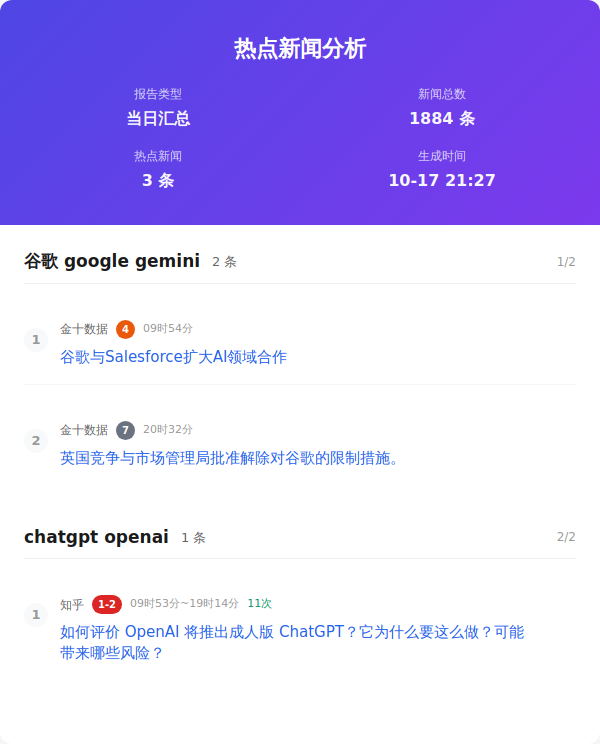 热点新闻分析
报告类型
新闻总数
当日汇总
1884 条
热点新闻
生成时间
3 条
10-17 21:27
谷歌 google gemini 2 条 1/2
1 金十数据 4 09时54分
谷歌与Salesforce扩大AI领域合作
2 金十数据 7 20时32分
英国竞争与市场管理局批准解除对谷歌的限制措施。
chatgpt openai 1 条 2/2
1 知乎 1-2 09时53分~19时14分 11次
如何评价 OpenAI 将推出成人版 ChatGPT？它为什么要这么做？可能
带来哪些风险？